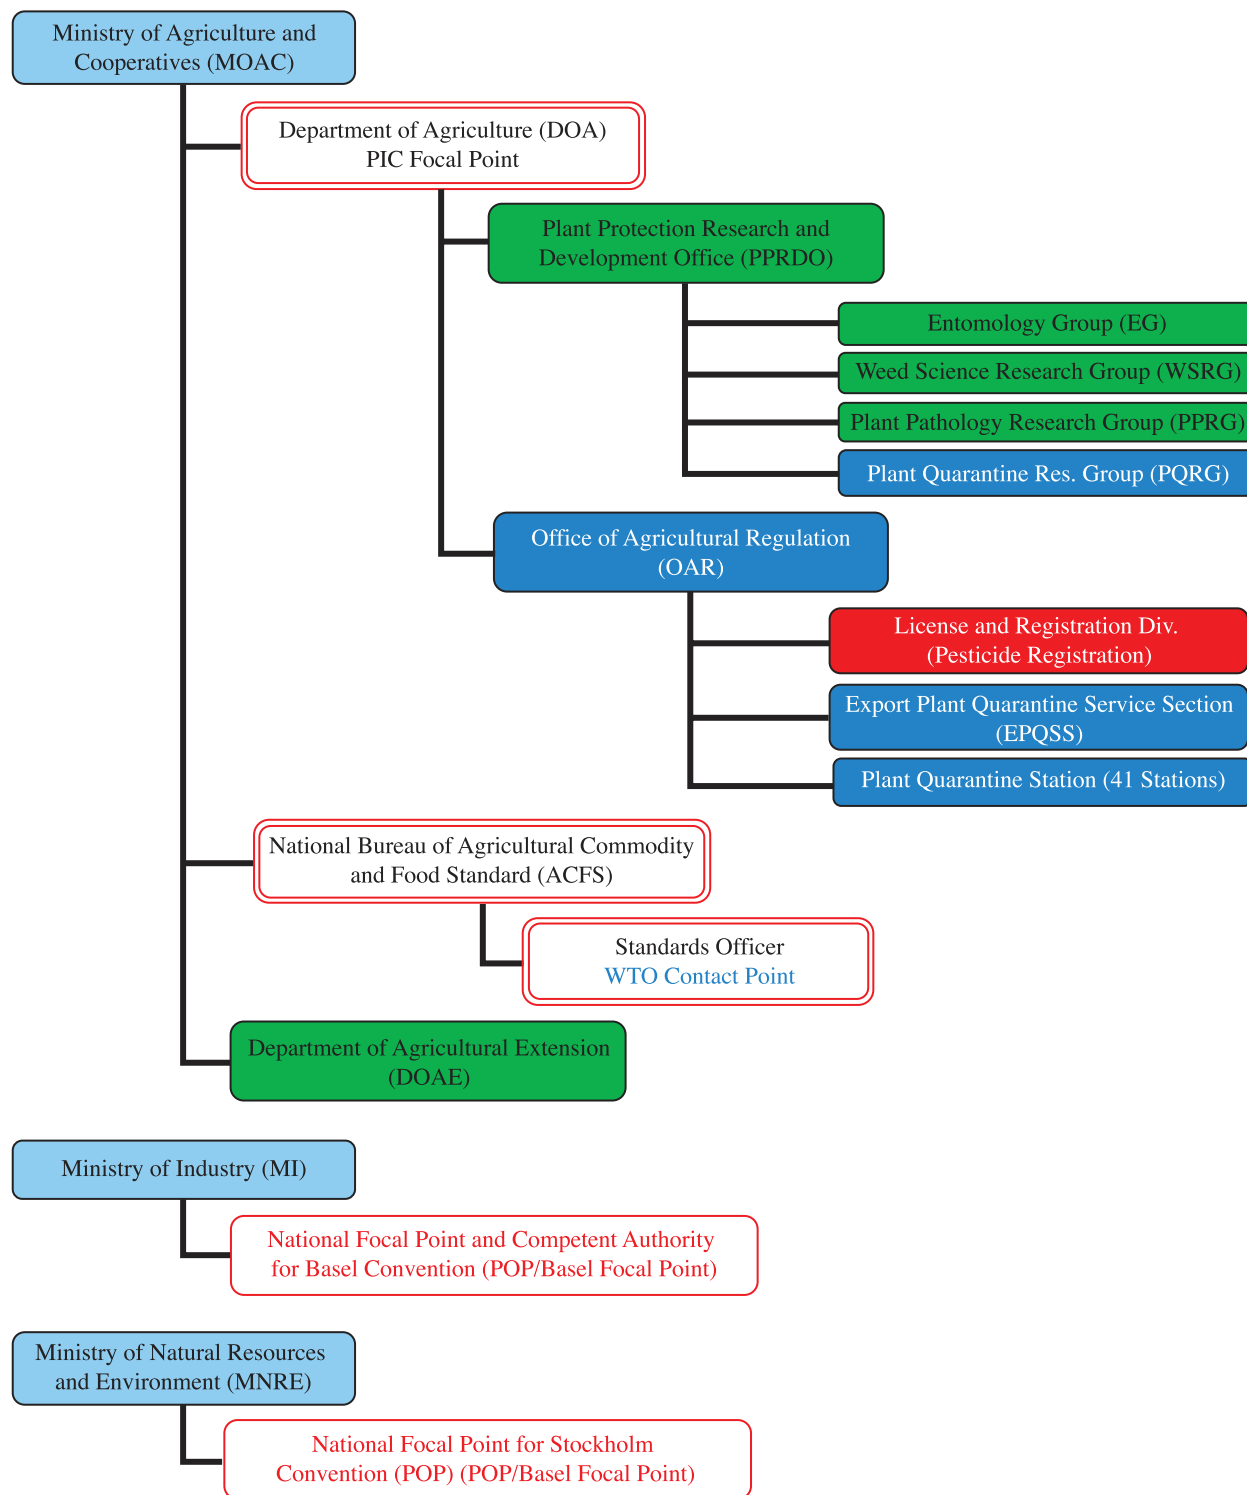 Ministry of Agriculture and
Cooperatives (MOAC)
Department of Agriculture (DOA)
PIC Focal Point
Plant Protection Research and
Development Office (PPRDO)
Entomology Group (EG)
Weed Science Research Group (WSRG)
Plant Pathology Research Group (PPRG)
Plant Quarantine Res. Group (PQRG)
Office of Agricultural Regulation
(OAR)
License and Registration Div.
(Pesticide Registration)
Export Plant Quarantine Service Section
(EPQSS)
Plant Quarantine Station (41 Stations)
National Bureau of Agricultural Commodity
and Food Standard (ACFS)
Standards Officer
WTO Contact Point
Department of Agricultural Extension
(DOAE)
Ministry of Industry (MI)
National Focal Point and Competent Authority
for Basel Convention (POP/Basel Focal Point)
Ministry of Natural Resources
and Environment (MNRE)
National Focal Point for Stockholm
Convention (POP) (POP/Basel Focal Point)